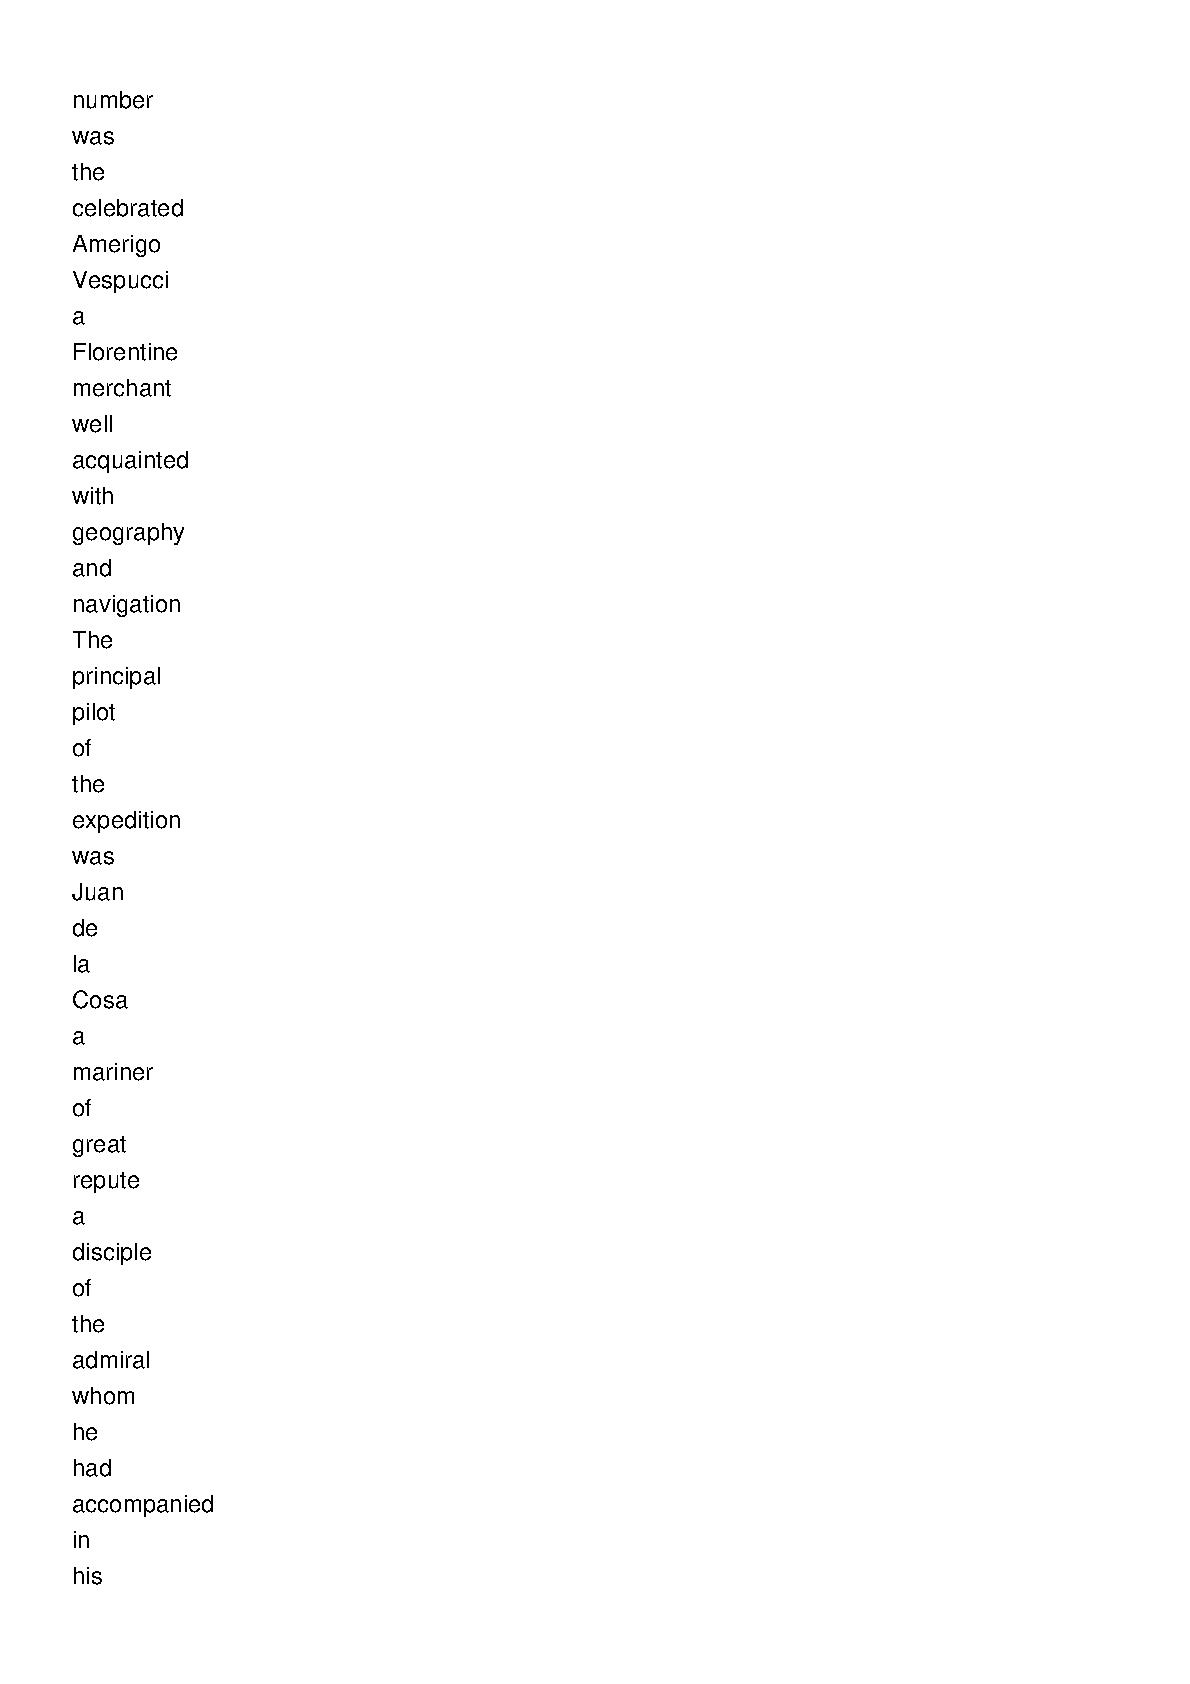 number
was
the
celebrated
Amerigo
Vespucci
a
Florentine
merchant
well
acquainted
with
geography
and
navigation
The
principal
pilot
of
the
expedition
was
Juan
de
la
Cosa
a
mariner
of
great
repute
a
disciple
of
the
admiral
whom
he
had
accompanied
in
his